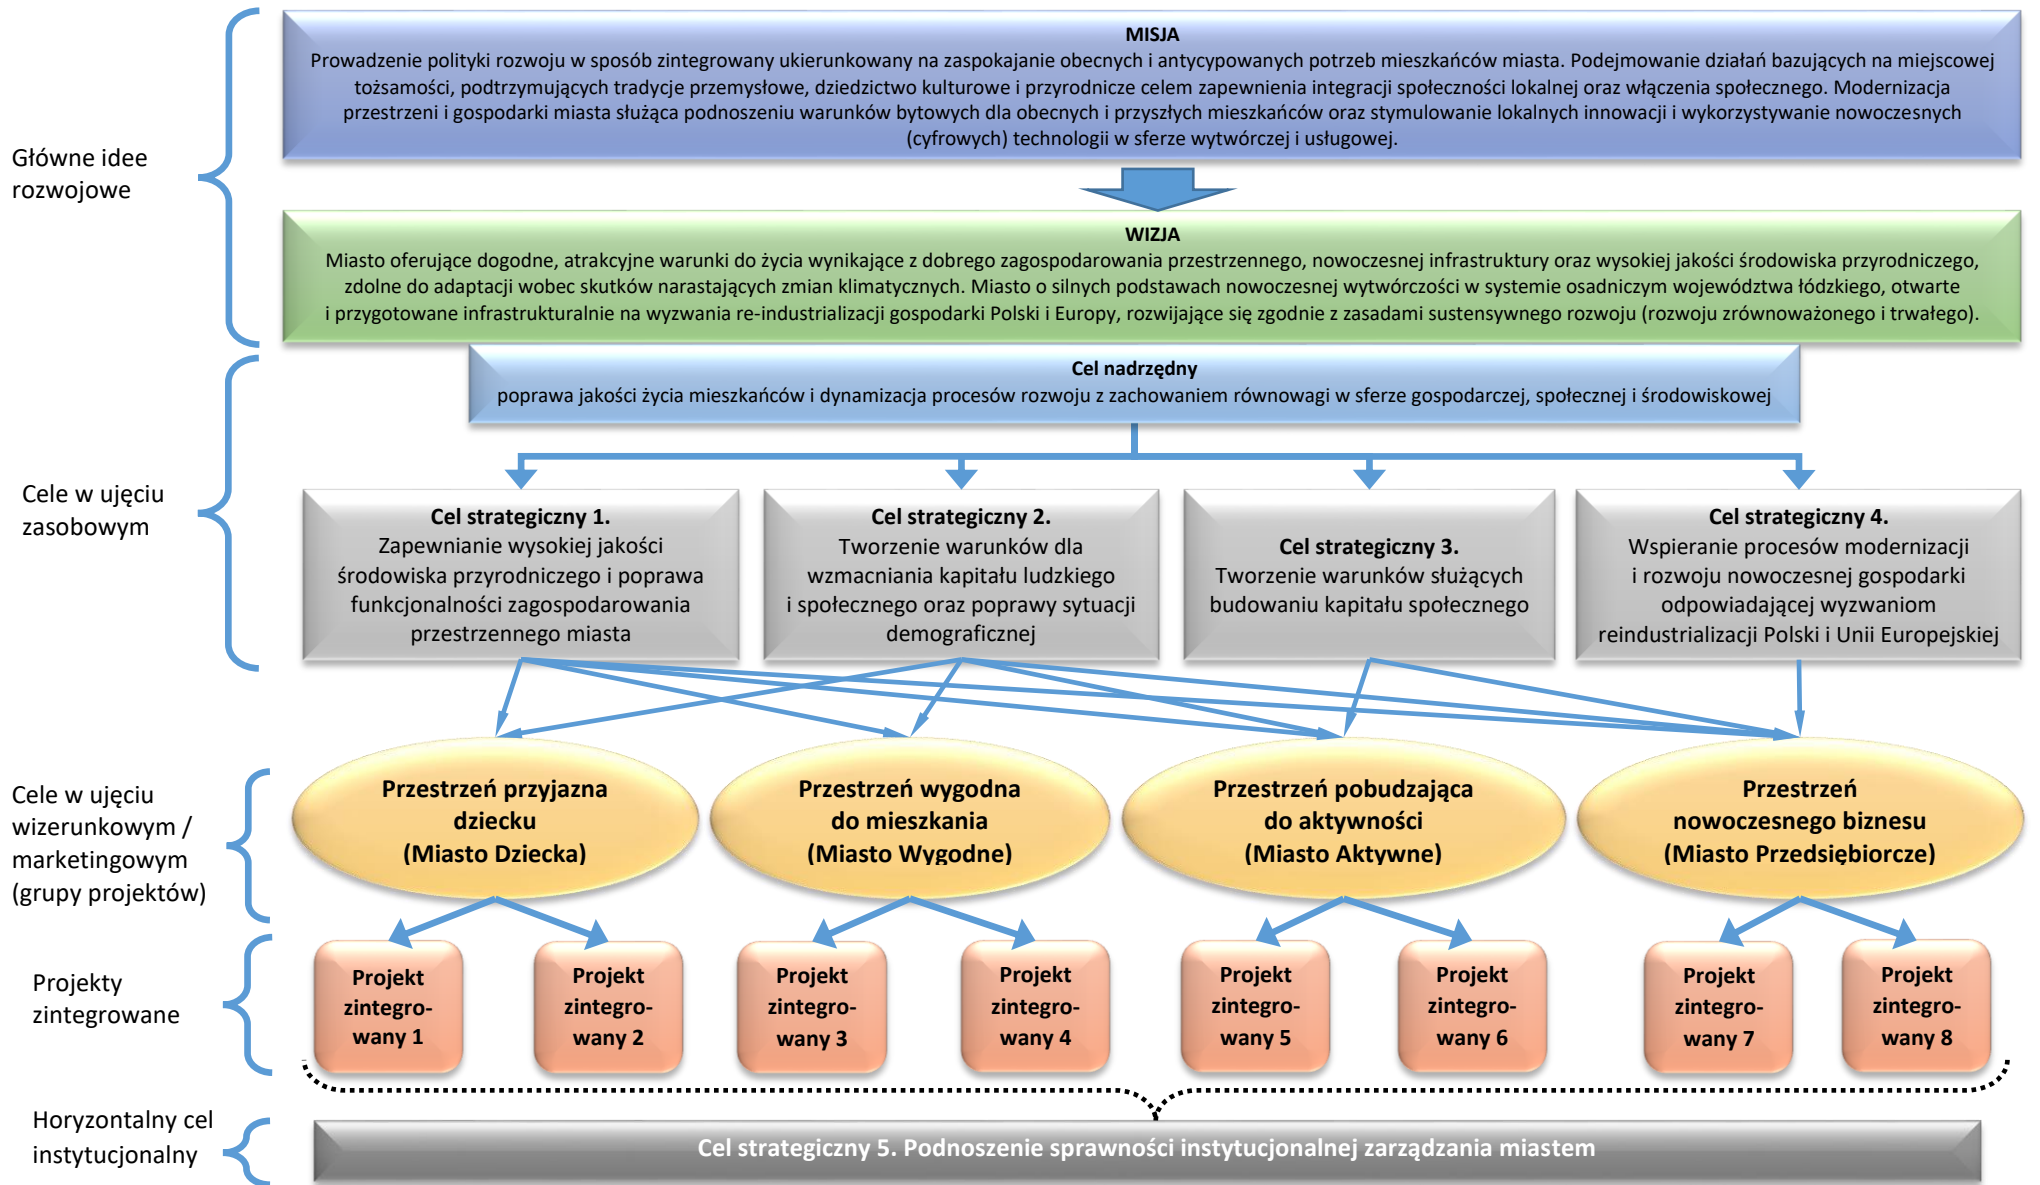 Główne idee
rozwojowe
MISJA
Prowadzenie polityki rozwoju w sposób zintegrowany ukierunkowany na zaspokajanie obecnych i antycypowanych potrzeb mieszkańców miasta. Podejmowanie działań bazujących na miejscowej
tożsamości, podtrzymujących tradycje przemysłowe, dziedzictwo kulturowe i przyrodnicze celem zapewnienia integracji społeczności lokalnej oraz włączenia społecznego. Modernizacja
przestrzeni i gospodarki miasta służąca podnoszeniu warunków bytowych dla obecnych i przyszłych mieszkańców oraz stymulowanie lokalnych innowacji i wykorzystywanie nowoczesnych
(cyfrowych) technologii w sferze wytwórczej i usługowej.
WIZJA
Miasto oferujące dogodne, atrakcyjne warunki do życia wynikające z dobrego zagospodarowania przestrzennego, nowoczesnej infrastruktury oraz wysokiej jakości środowiska przyrodniczego,
zdolne do adaptacji wobec skutków narastających zmian klimatycznych. Miasto o silnych podstawach nowoczesnej wytwórczości w systemie osadniczym województwa łódzkiego, otwarte
i przygotowane infrastrukturalnie na wyzwania re-industrializacji gospodarki Polski i Europy, rozwijające się zgodnie z zasadami sustensywnego rozwoju (rozwoju zrównoważonego i trwałego).
Cele w ujęciu
zasobowym
Cel nadrzędny
poprawa jakości życia mieszkańców i dynamizacja procesów rozwoju z zachowaniem równowagi w sferze gospodarczej, społecznej i środowiskowej
Cel strategiczny 1.
Zapewnianie wysokiej jakości
środowiska przyrodniczego i poprawa
funkcjonalności zagospodarowania
przestrzennego miasta
Cel strategiczny 2.
Tworzenie warunków dla
wzmacniania kapitału ludzkiego
i społecznego oraz poprawy sytuacji
demograficznej
Cel strategiczny 3.
Tworzenie warunków służących
budowaniu kapitału społecznego
Cel strategiczny 4.
Wspieranie procesów modernizacji
i rozwoju nowoczesnej gospodarki
odpowiadającej wyzwaniom
reindustrializacji Polski i Unii Europejskiej
Cele w ujęciu
wizerunkowym /
marketingowym
(grupy projektów)
Przestrzeń przyjazna
dziecku
(Miasto Dziecka)
Przestrzeń wygodna
do mieszkania
(Miasto Wygodne)
Przestrzeń pobudzająca
do aktywności
(Miasto Aktywne)
Przestrzeń
nowoczesnego biznesu
(Miasto Przedsiębiorcze)
Projekty
zintegrowane
Projekt
zintegro-
wany 1
Projekt
zintegro-
wany 2
Projekt
zintegro-
wany 3
Projekt
zintegro-
wany 4
Projekt
zintegro-
wany 5
Projekt
zintegro-
wany 6
Projekt
zintegro-
wany 7
Projekt
zintegro-
wany 8
Horyzontalny cel
instytucjonalny
Cel strategiczny 5. Podnoszenie sprawności instytucjonalnej zarządzania miastem